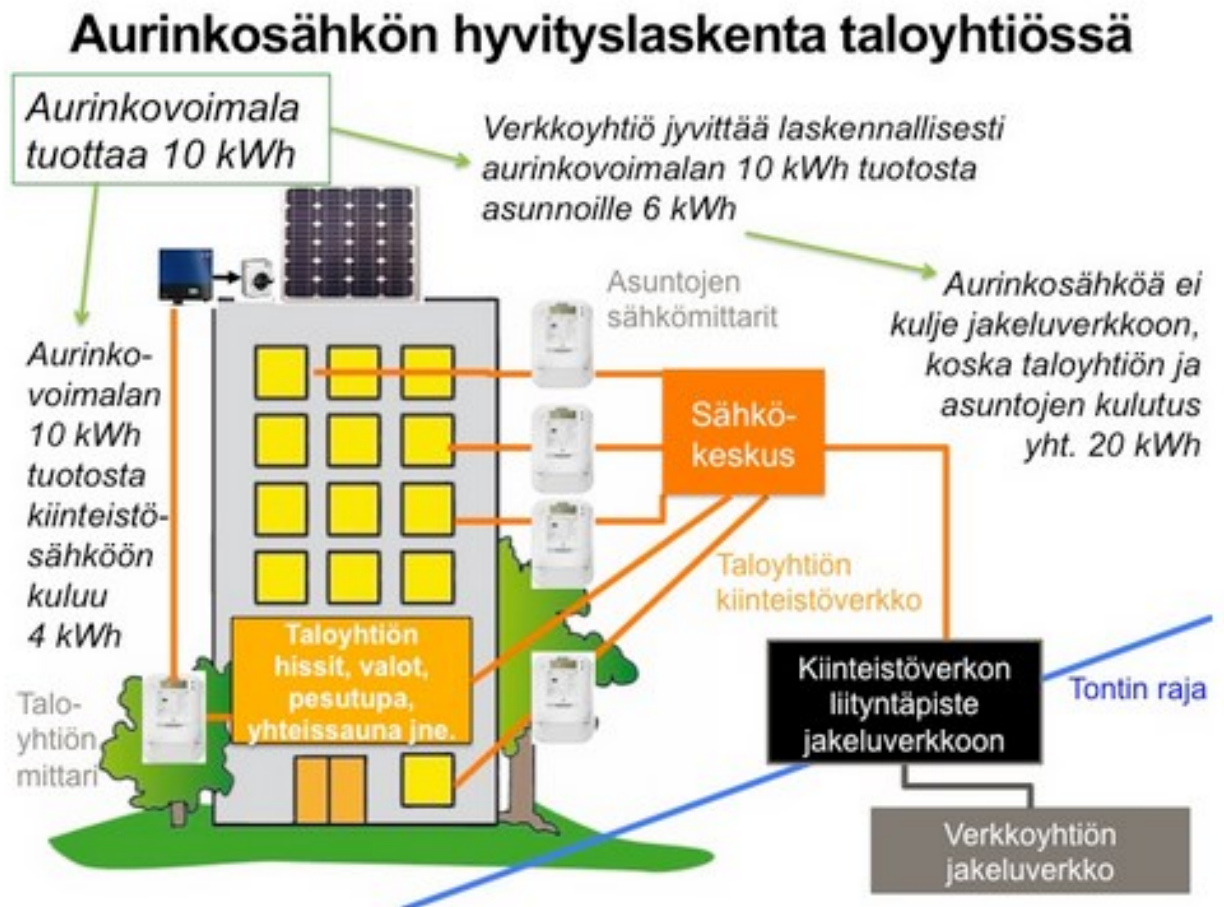 Aurinkosähkön hyvityslaskenta taloyhtiössä
Aurinkovoimala
tuottaa 10 kWh
Verkkoyhtiö jyvittää laskennallisesti
aurinkovoimalan 10 kWh tuotosta
asunnoille 6 kWh
Asuntojen
sähkömittarit
Aurinkosähköä ei
kulje jakeluverkkoon,
koska taloyhtiön ja
asuntojen kulutus
yht. 20 kWh
Aurinko-
voimalan
10 kWh
tuotosta
kiinteistö-
sähköön
kuluu
4 kWh
Sähkö-
keskus
Taloyhtiön
kiinteistöverkko
Taloyhtiön
hissit, valot,
pesutupa,
yhteissauna jne.
Talo-
yhtiön
mittari
Kiinteistöverkon
liityntäpiste
jakeluverkkoon
Tontin raja
Verkkoyhtiön
jakeluverkko